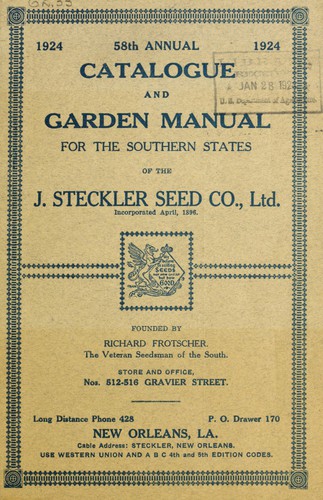 1924 58th ANNUAL 1924
CATALOGUE
AND
GARDEN MANUAL
FOR THE SOUTHERN STATES
OF THE
J. STECKLER SEED CO., Ltd.
Incorporated April, 1896.
JAN 28
U. S. Department of
Seeds
FOUNDED BY
RICHARD FROTSCHER.
The Veteran Seedsman of the South.
STORE AND OFFICE,
Nos. 512-516 GRAVIER STREET.
Long Distance Phone 428 P. O. Drawer 170
NEW ORLEANS, LA.
Cable Address: STECKLER, NEW ORLEANS.
USE WESTERN UNION AND A B C 4th and 5th EDITION CODES.